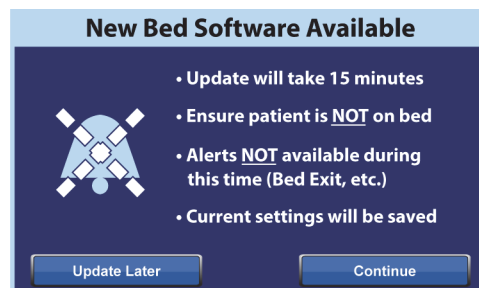 New Bed Software Available
• Update will take 15 minutes
• Ensure patient is NOT on bed
• Alerts NOT available during
this time (Bed Exit, etc.)
• Current settings will be saved
Update Later
Continue